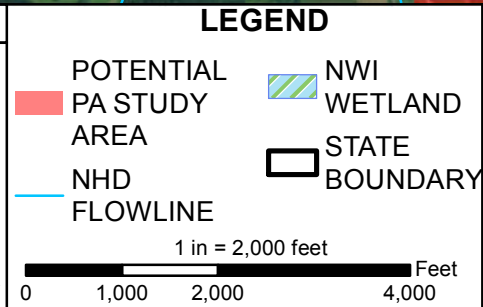 LEGEND
POTENTIAL
PA STUDY
AREA
NHD
FLOWLINE
NWI
WETLAND
STATE
BOUNDARY
1 in = 2,000 feet
Feet
0 1,000 2,000 4,000